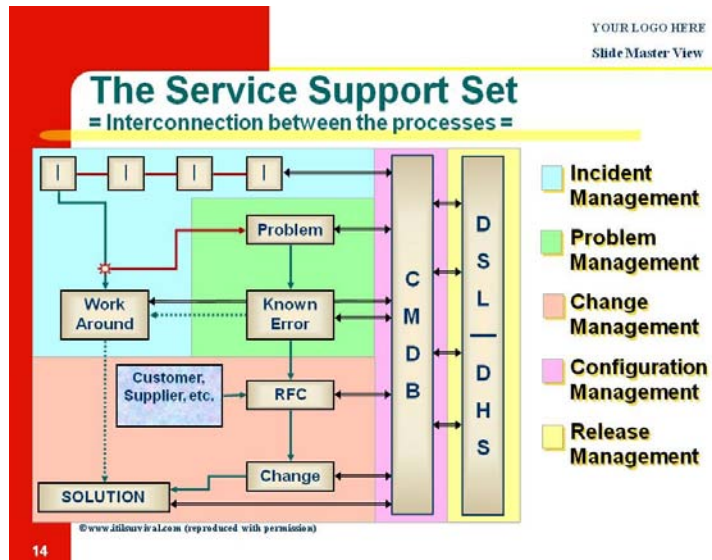 YOUR LOGO HERE
Slide Master View
The Service Support Set
= Interconnection between the processes =
I
I
I
I
Problem
Work
Around
Known
Error
Customer,
Supplier, etc.
RFC
Change
SOLUTION
C
M
D
B
D
S
L
|
D
H
S
Incident
Management
Problem
Management
Change
Management
Configuration
Management
Release
Management
©www.itilsurvival.com (reproduced with permission)
14